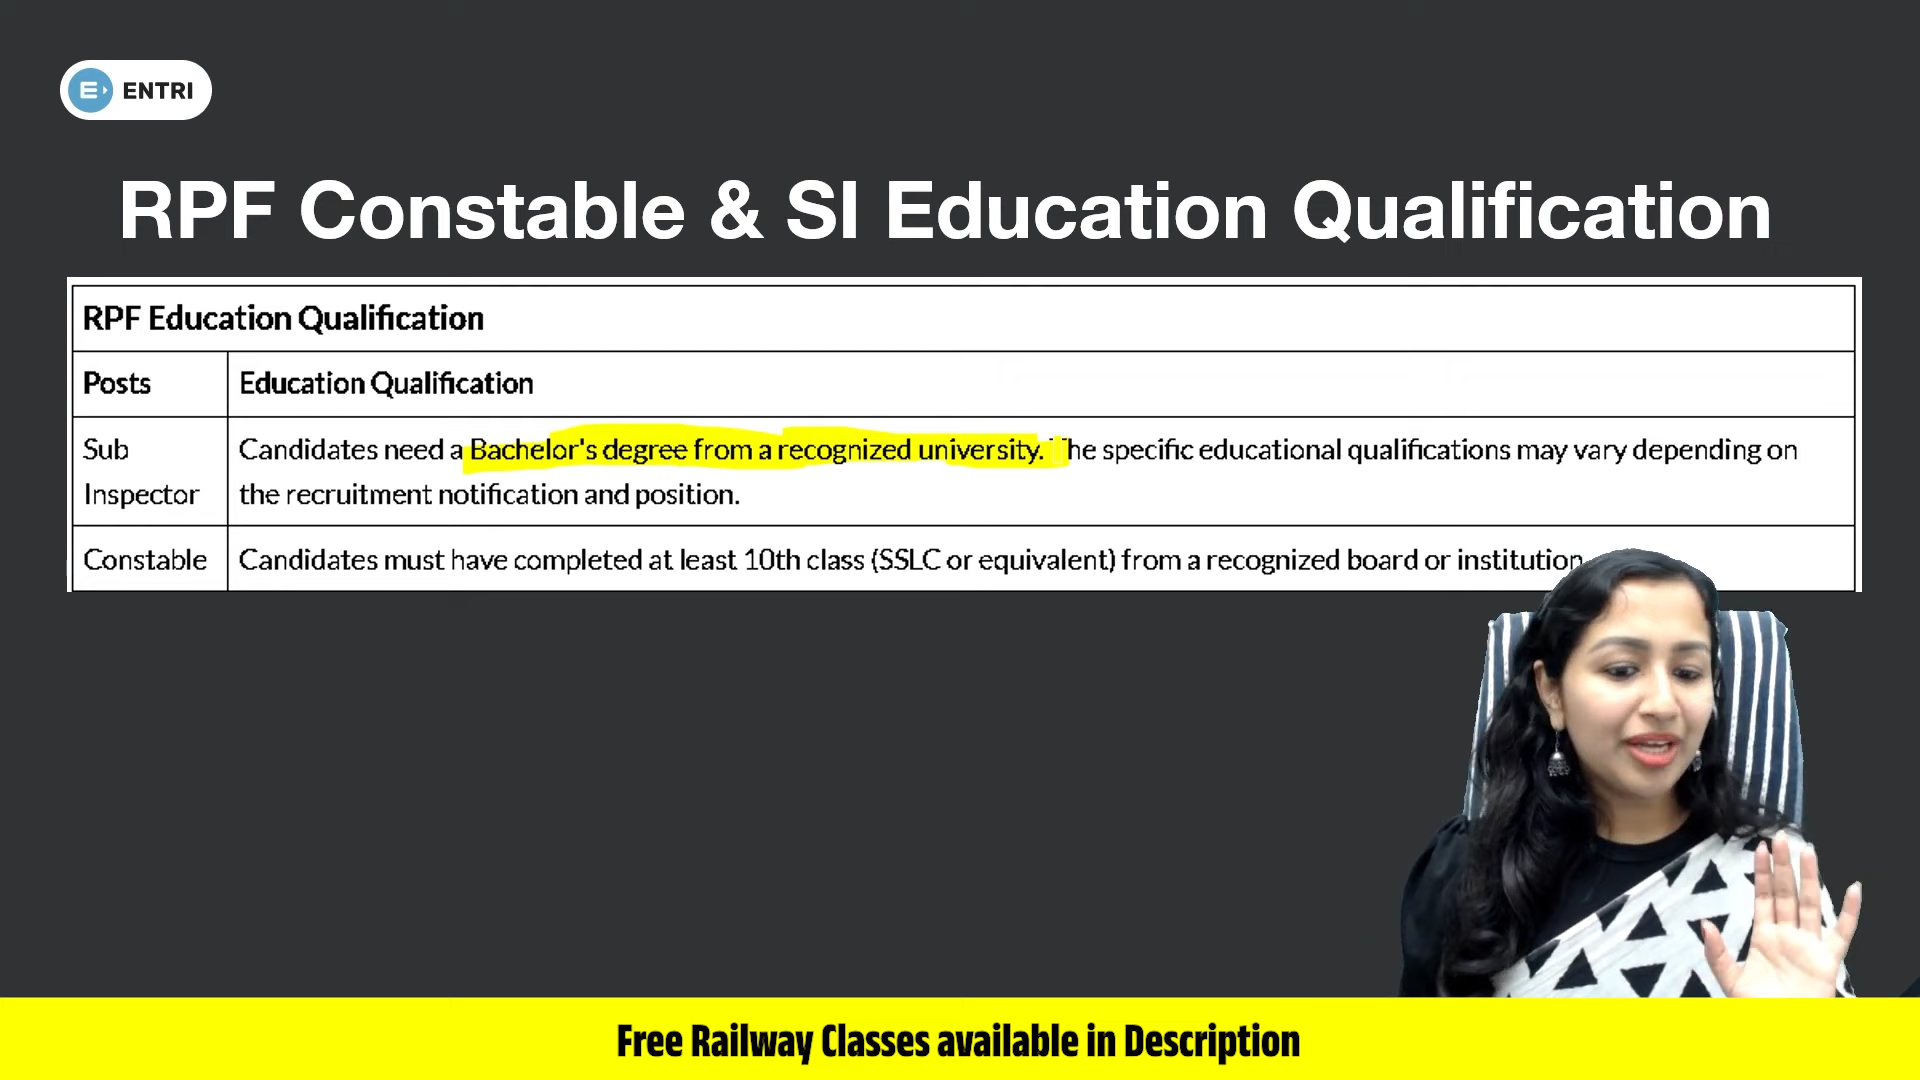 ENTRI
RPF Constable & SI Education Qualification
RPF Education Qualification
Posts
Education Qualification
Sub
Inspector
Candidates need a Bachelor's degree from a recognized university. The specific educational qualifications may vary depending on
the recruitment notification and position.
Constable
Candidates must have completed at least 10th class (SSLC or equivalent) from a recognized board or institution
Free Railway Classes available in Description